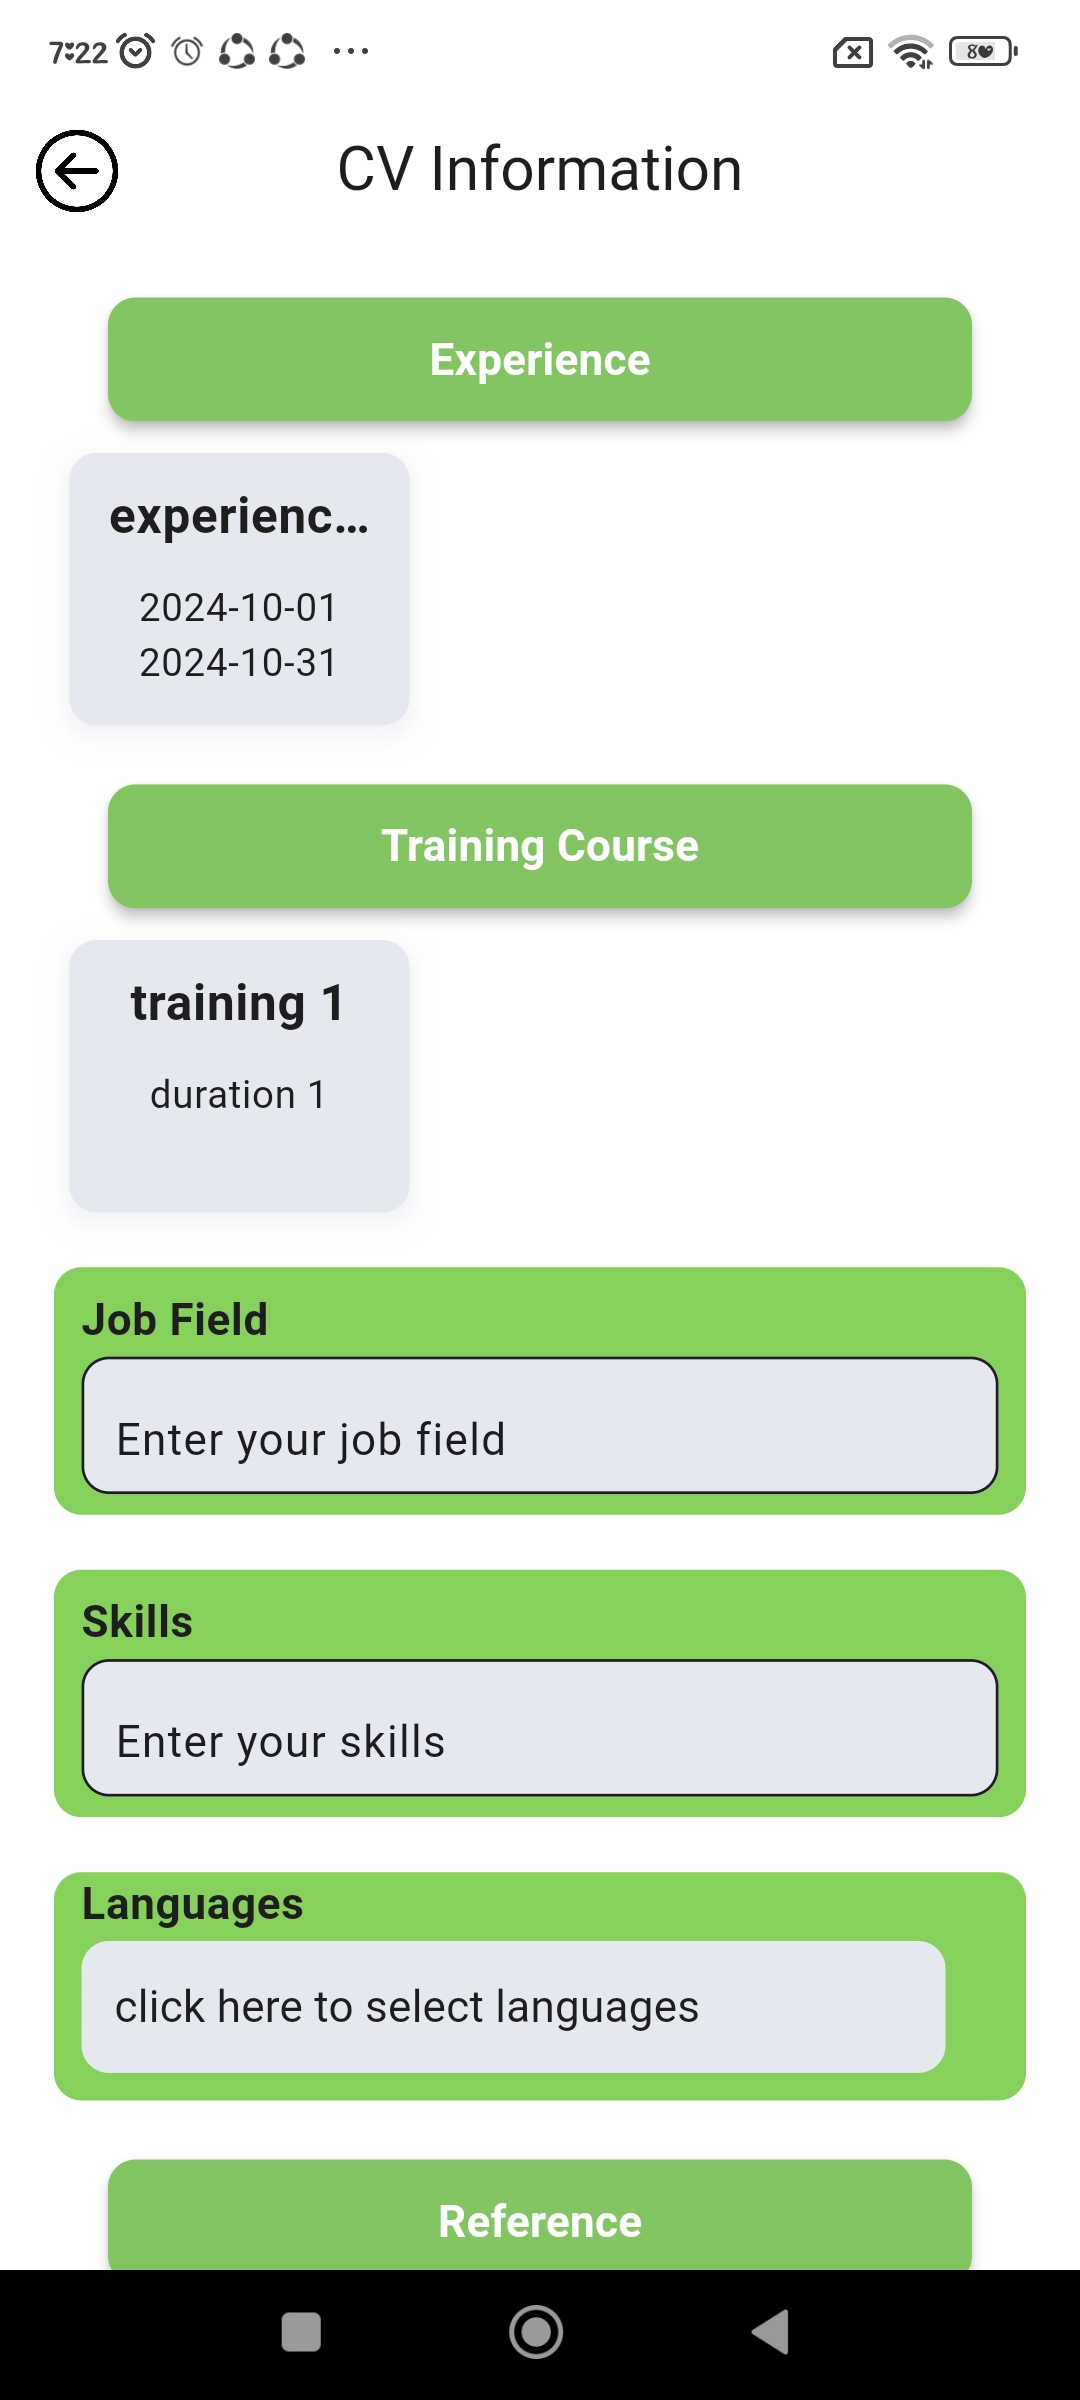 7:22
80
CV Information
Experience
experienc...
2024-10-01
2024-10-31
Training Course
training 1
duration 1
Job Field
Enter your job field
Skills
Enter your skills
Languages
click here to select languages
Reference